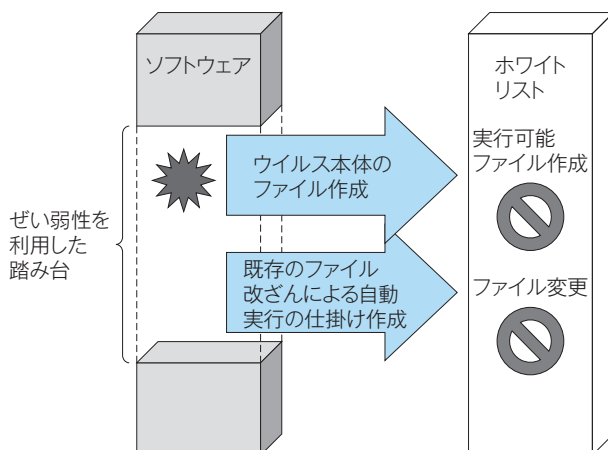 ソフトウェア
ホワイト
リスト
ウイルス本体の
ファイル作成
実行可能
ファイル作成
ぜい弱性を
利用した
踏み台
既存のファイル
改ざんによる自動
実行の仕掛け作成
ファイル変更